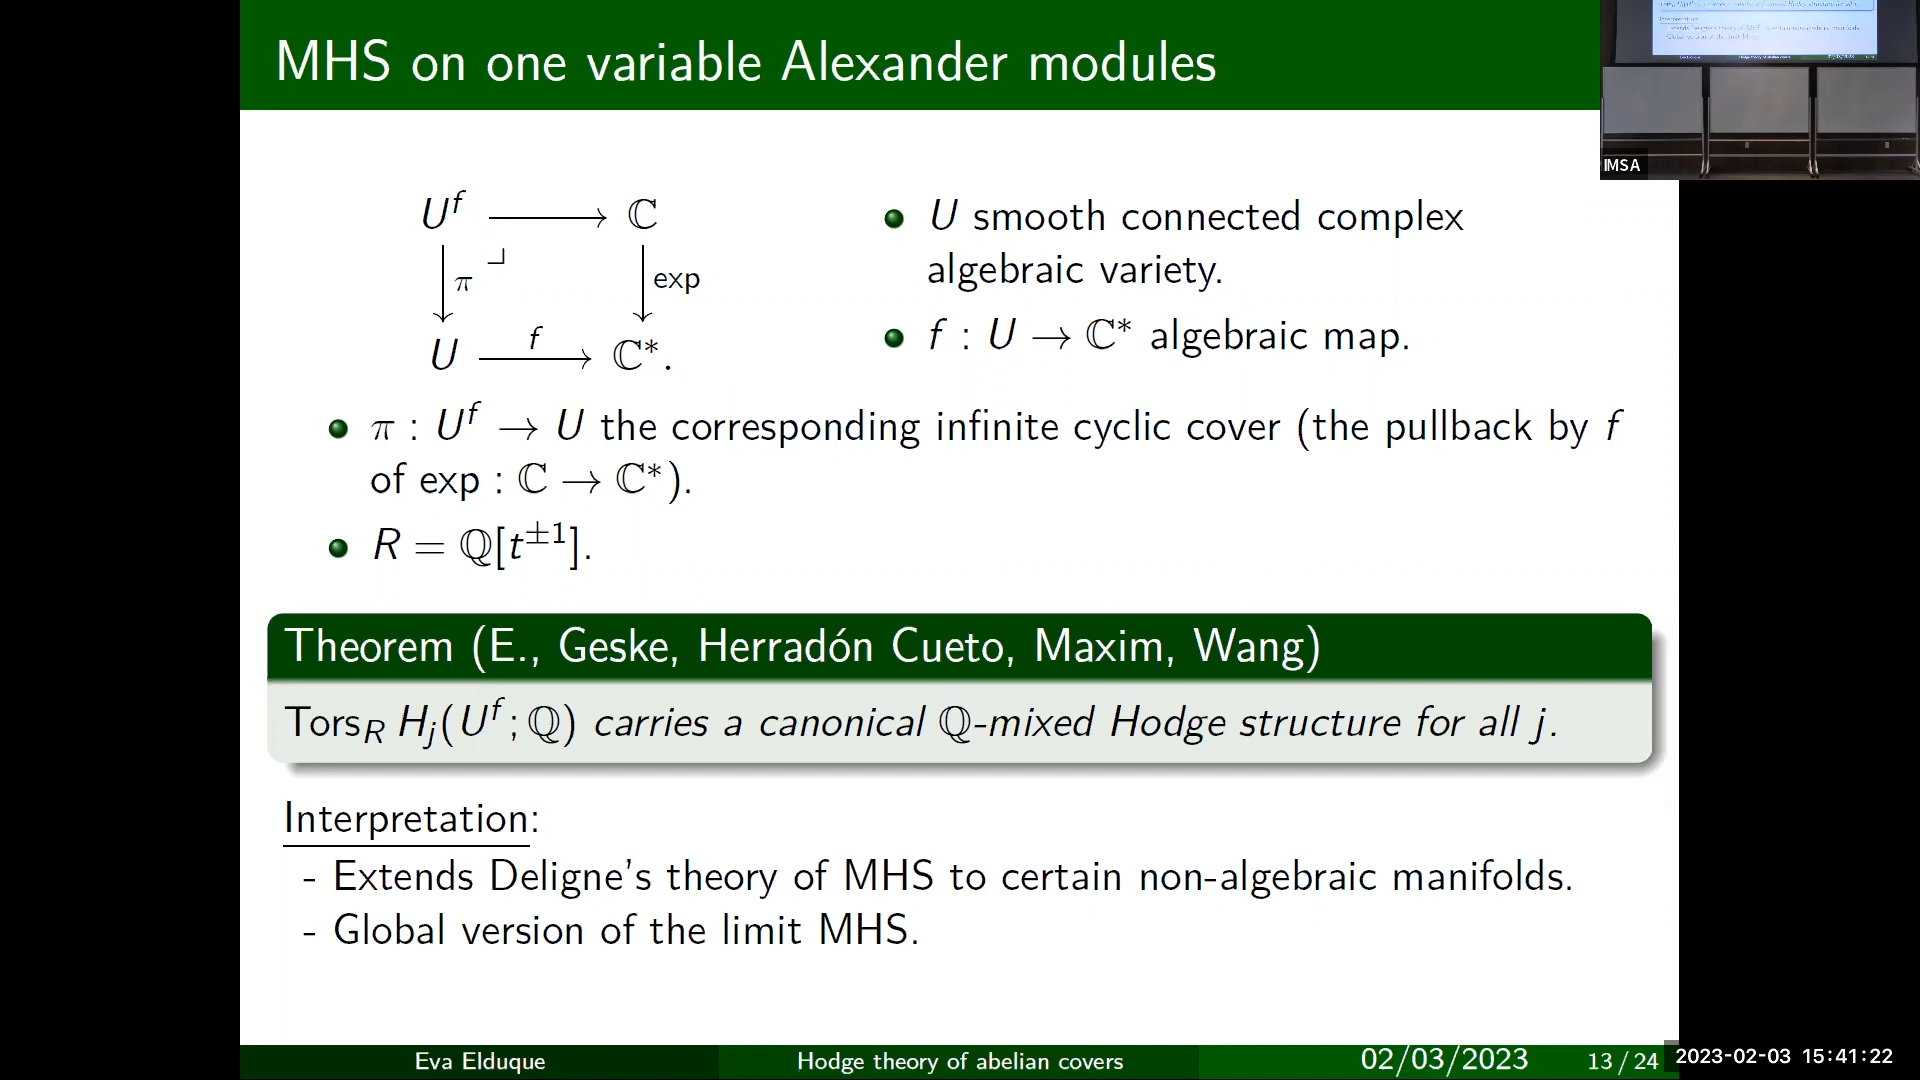 MHS on one variable Alexander modules
U^f ⟶ ℂ
π
exp
U ⟶ ℂ*.
f
U smooth connected complex
algebraic variety.
f : U → ℂ* algebraic map.
π : U^f → U the corresponding infinite cyclic cover (the pullback by f
of exp : ℂ → ℂ*).
R = ℚ[t^{±1}].
Theorem (E., Geske, Herradón Cueto, Maxim, Wang)
Tors_R H_j(U^f; ℚ) carries a canonical ℚ-mixed Hodge structure for all j.
Interpretation:
- Extends Deligne's theory of MHS to certain non-algebraic manifolds.
- Global version of the limit MHS.
Eva Elduque
Hodge theory of abelian covers
02/03/2023
13 / 24
IMSA
2023-02-03 15:41:22